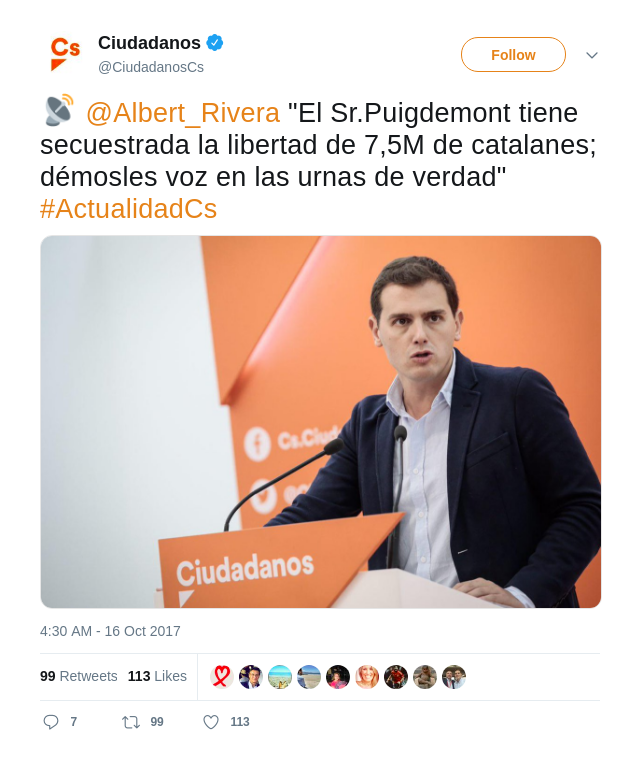 Cs
Ciudadanos
@CiudadanosCs
Follow
@Albert_Rivera "El Sr.Puigdemont tiene
secuestrada la libertad de 7,5M de catalanes;
démosles voz en las urnas de verdad"
#ActualidadCs
Cs.Ciud
Ciudadanos
4:30 AM - 16 Oct 2017
99 Retweets 113 Likes
7 99 113